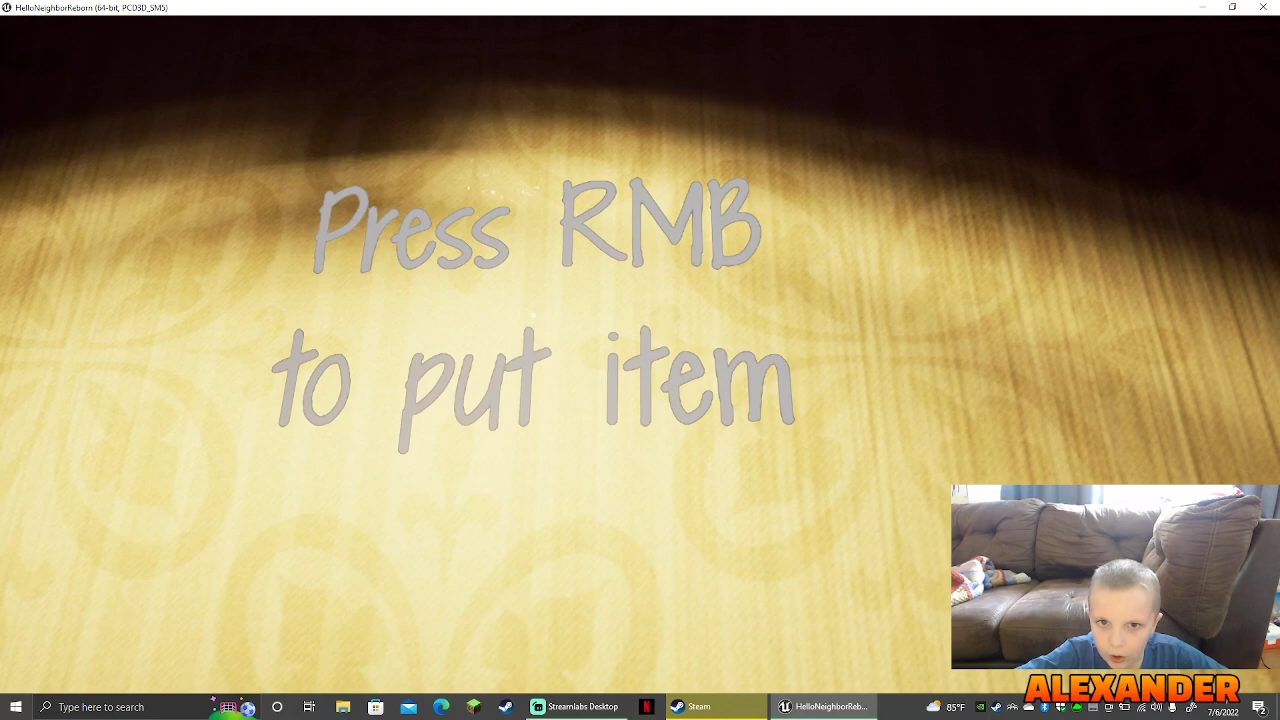 HelloNeighborReborn (64-bit, PCD3D_SM5)
Press RMB
to put item
ALEXANDER
Type here to search
Streamlabs Desktop
Steam
HelloNeighborReb...
85°F
7/6/2022
2